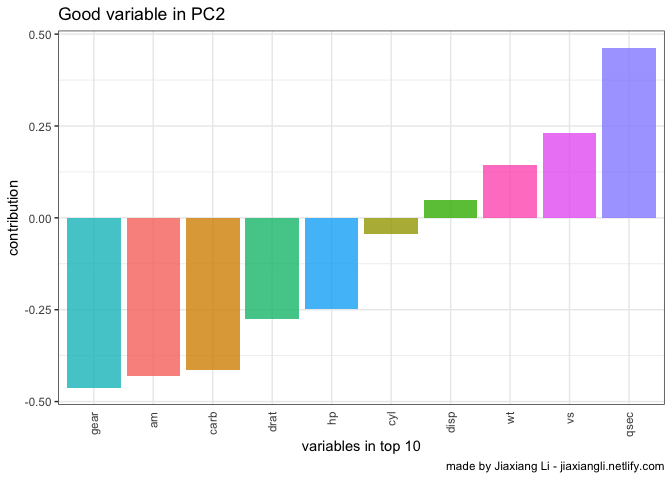 Good variable in PC2
contribution
0.50
0.25
0.00
-0.25
-0.50
gear
am
carb
drat
hp
cyl
disp
wt
vs
qsec
variables in top 10
made by Jiaxiang Li - jiaxiangli.netlify.com